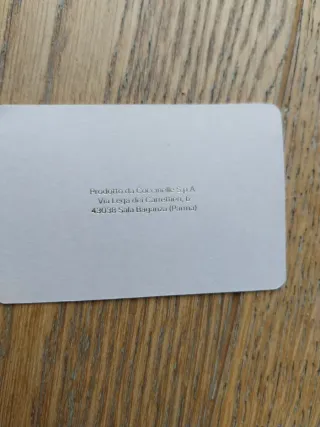 Prodotto da Coccinelle S.p.A.
Via Lega dei Carrettieri, 6
43038 Sala Baganza (Parma)